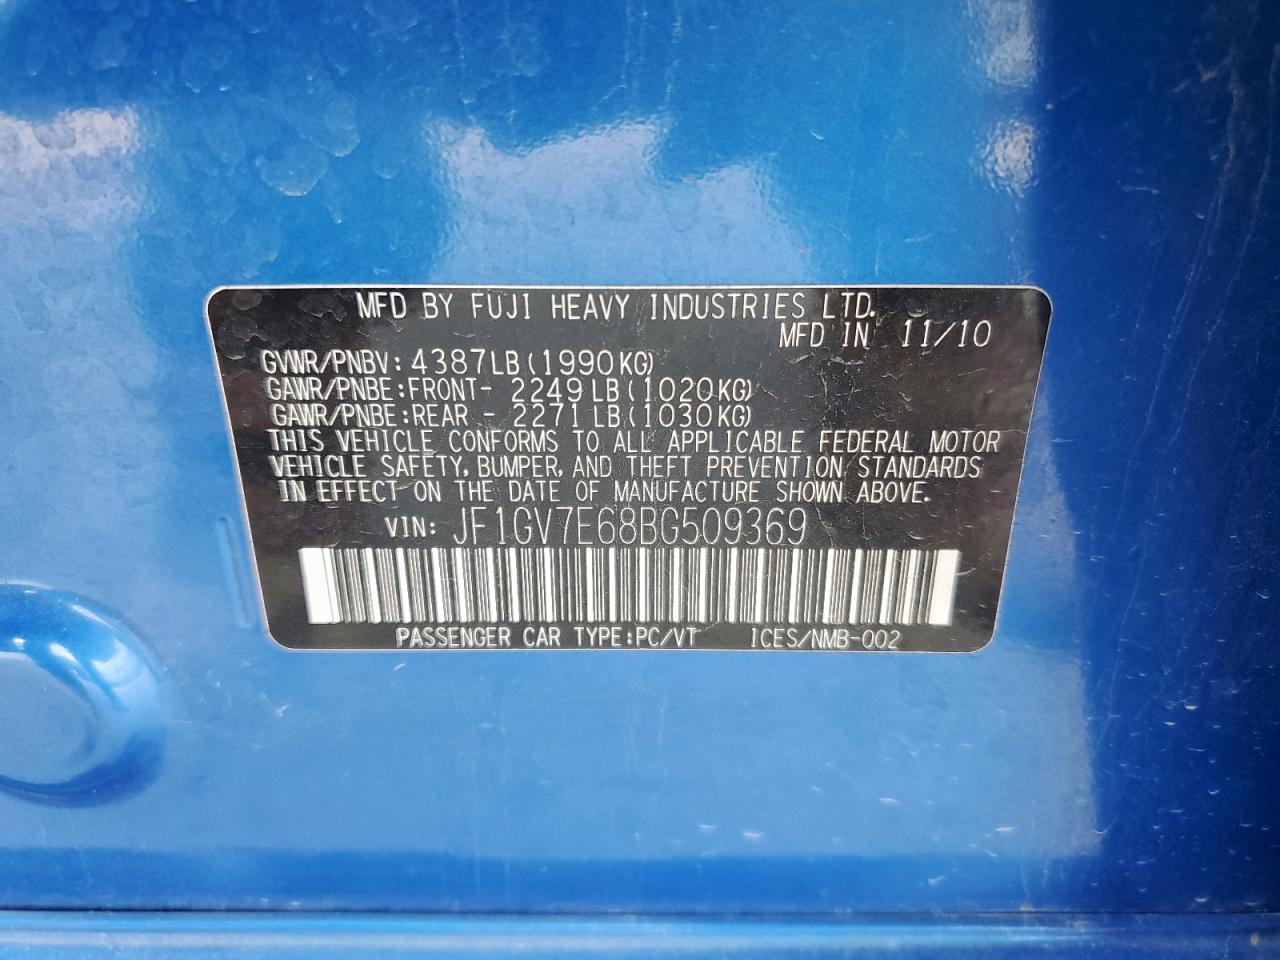 MFD BY FUJI HEAVY INDUSTRIES LTD.
MFD IN 11/10
GVWR/PNBV: 4387LB(1990KG)
GAWR/PNBE:FRONT- 2249LB(1020KG)
GAWR/PNBE:REAR - 2271LB(1030KG)
THIS VEHICLE CONFORMS TO ALL APPLICABLE FEDERAL MOTOR
VEHICLE SAFETY, BUMPER, AND THEFT PREVENTION STANDARDS
IN EFFECT ON THE DATE OF MANUFACTURE SHOWN ABOVE.
VIN: JF1GV7E68BG509369
PASSENGER CAR TYPE:PC/VT ICES/NMB-002